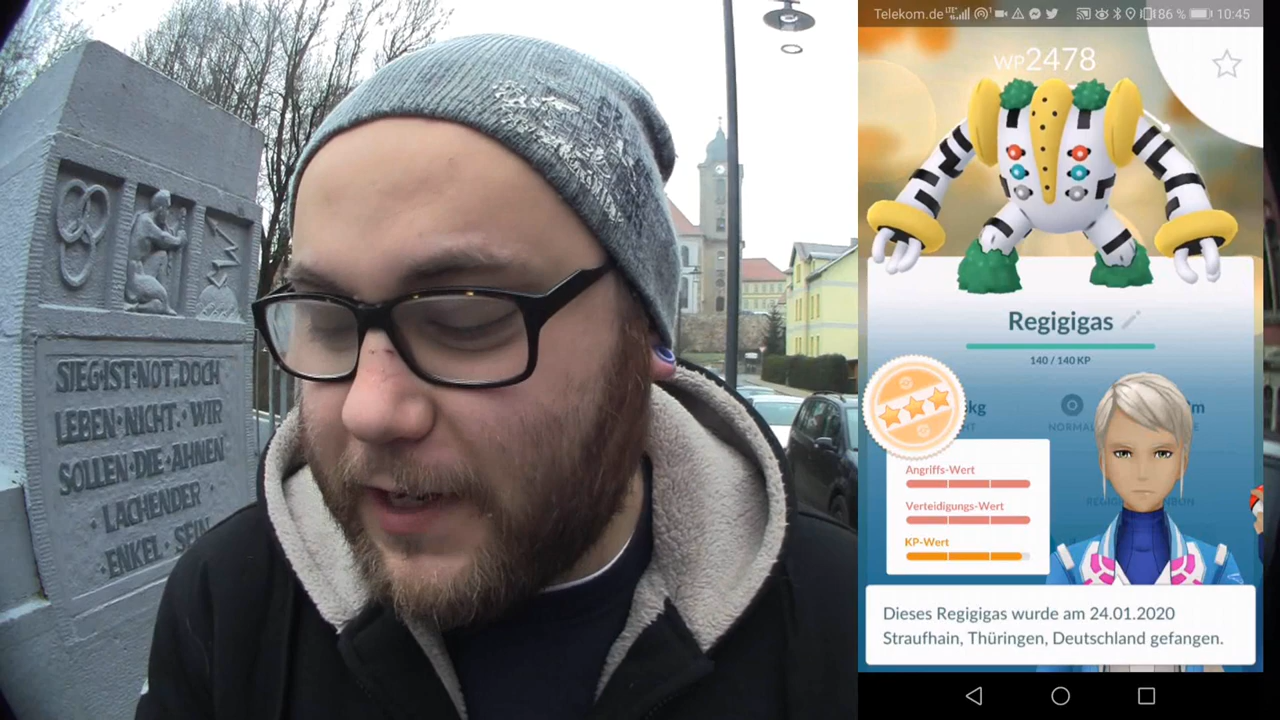 SIEG·IST·NOT, DOCH
LEBEN·NICHT·WIR
SOLLEN·DIE·AHNEN
·LACHENDER
·ENKEL·SEIN
Telekom.de
86 % 10:45
WP2478
Regigigas
140 / 140 KP
kg
NORMAL
Angriffs-Wert
Verteidigungs-Wert
KP-Wert
Dieses Regigigas wurde am 24.01.2020
Straufhain, Thüringen, Deutschland gefangen.